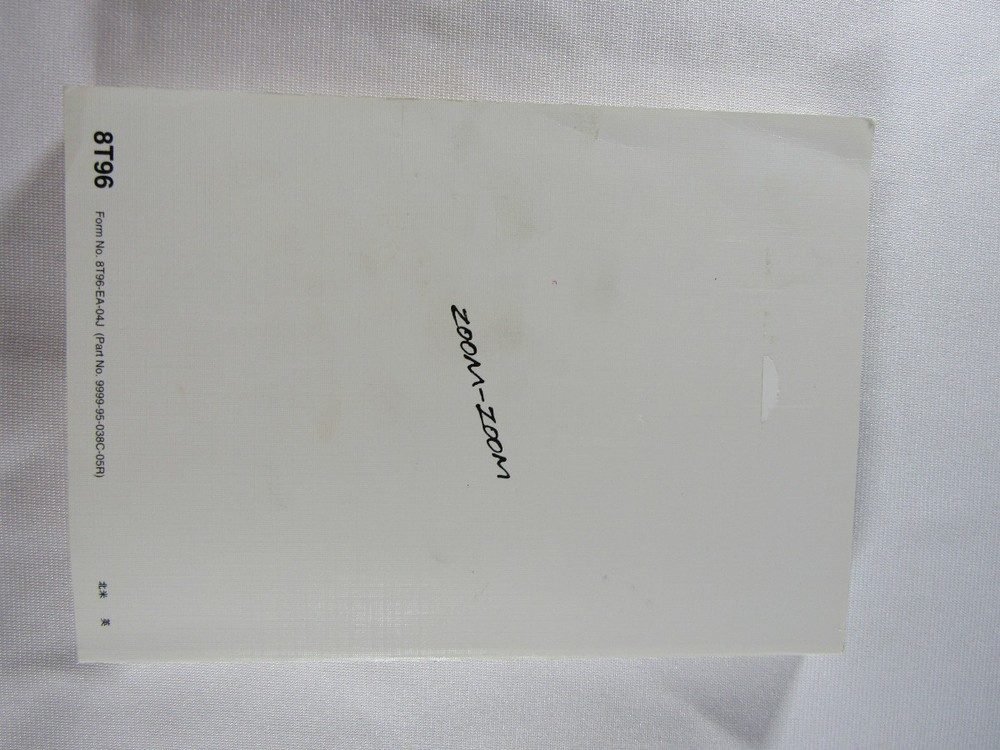 ZOOM-ZOOM
8T96 Form No. 8T96-EA-04J (Part No. 9999-95-038C-05R) 北米 英